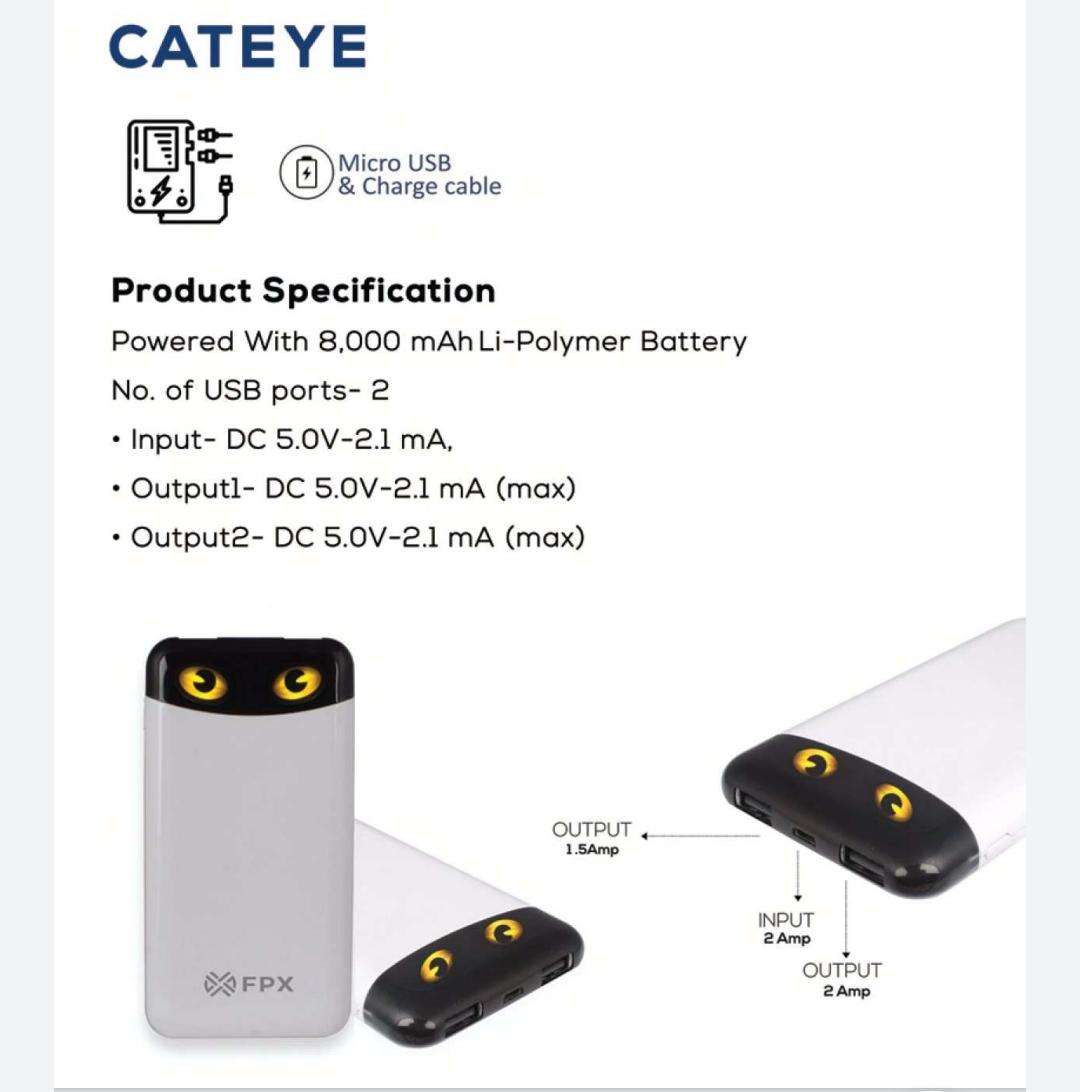 CATEYE
Micro USB
& Charge cable
Product Specification
Powered With 8,000 mAh Li-Polymer Battery
No. of USB ports- 2
• Input- DC 5.0V-2.1 mA,
• Output1- DC 5.0V-2.1 mA (max)
• Output2- DC 5.0V-2.1 mA (max)
OUTPUT
1.5Amp
INPUT
2 Amp
OUTPUT
2 Amp
FPX